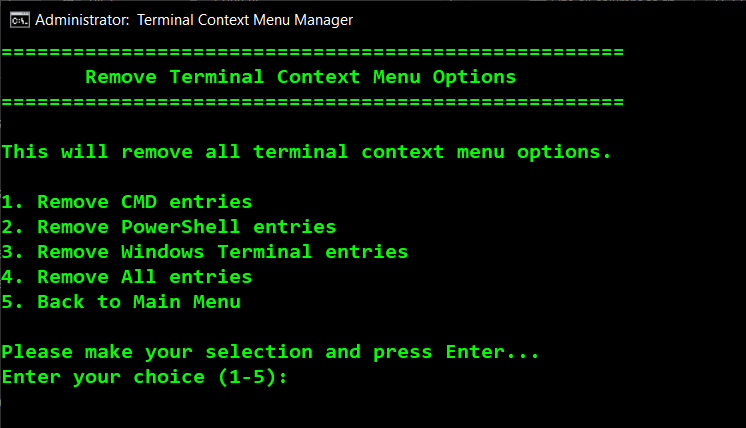 Administrator: Terminal Context Menu Manager
====================================================
Remove Terminal Context Menu Options
====================================================
This will remove all terminal context menu options.
1. Remove CMD entries
2. Remove PowerShell entries
3. Remove Windows Terminal entries
4. Remove All entries
5. Back to Main Menu
Please make your selection and press Enter...
Enter your choice (1-5):